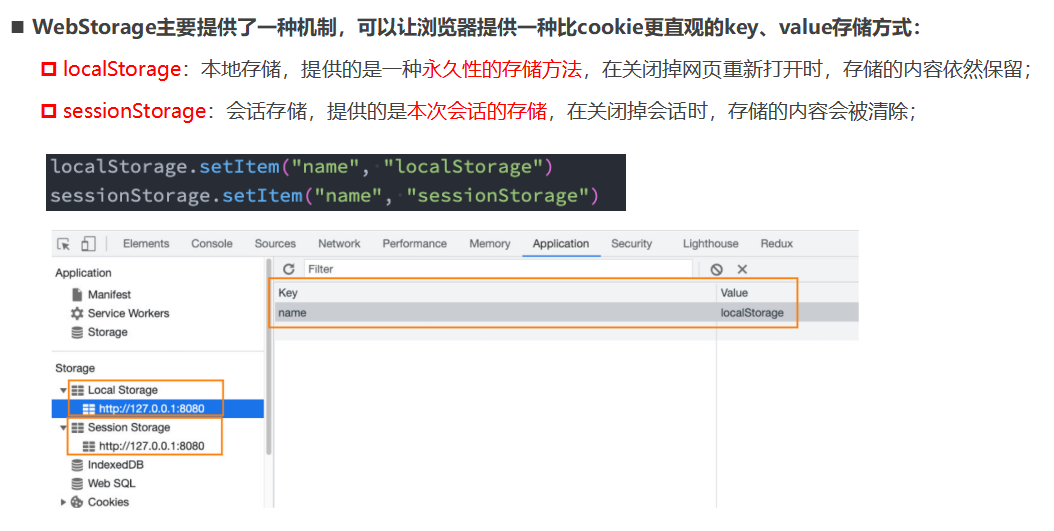 WebStorage主要提供了一种机制，可以让浏览器提供一种比cookie更直观的key、value存储方式：
localStorage：本地存储，提供的是一种永久性的存储方法，在关闭掉网页重新打开时，存储的内容依然保留；
sessionStorage：会话存储，提供的是本次会话的存储，在关闭掉会话时，存储的内容会被清除；
localStorage.setItem("name", "localStorage")
sessionStorage.setItem("name", "sessionStorage")
Elements Console Sources Network Performance Memory Application Security Lighthouse Redux
Application
Filter
Manifest
Key Value
Service Workers
name localStorage
Storage
Storage
Local Storage
http://127.0.0.1:8080
Session Storage
http://127.0.0.1:8080
IndexedDB
Web SQL
Cookies